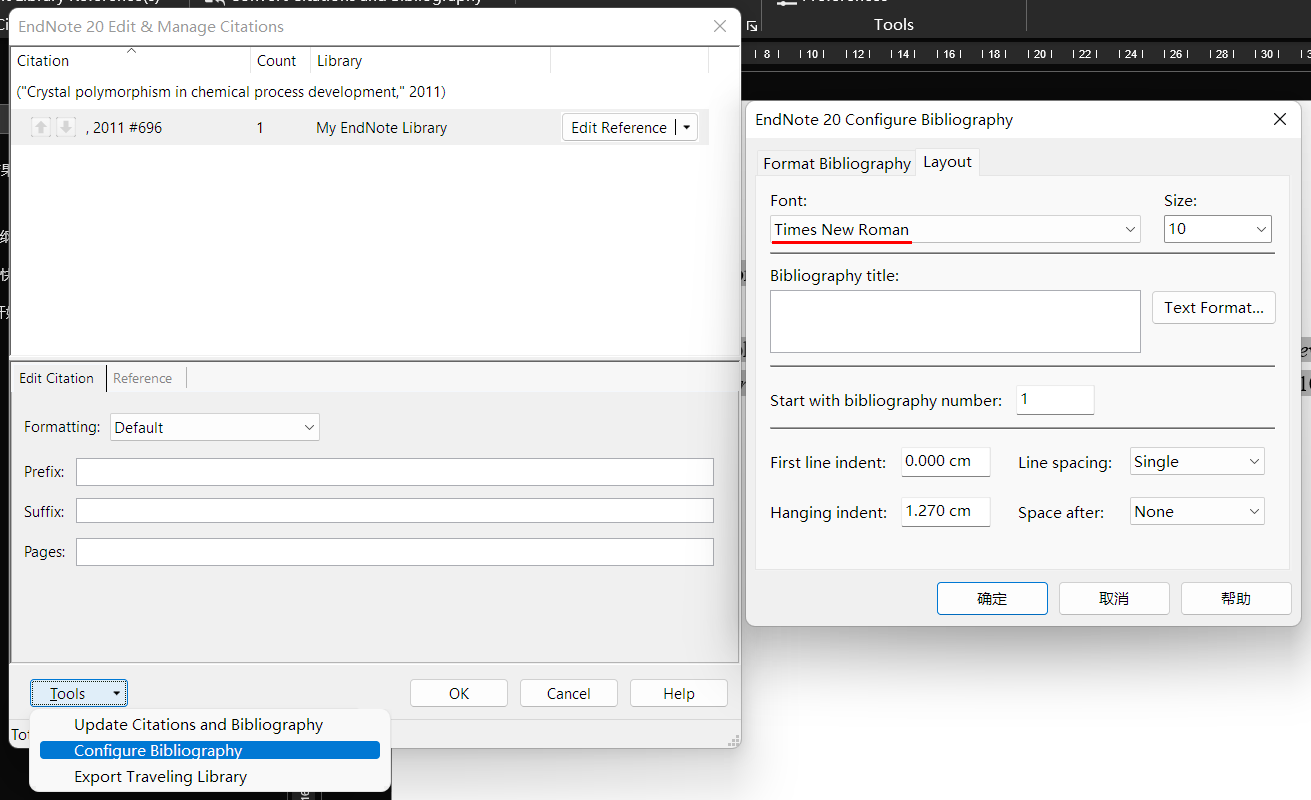 Tools
EndNote 20 Edit & Manage Citations
8 10 12 14 16 18 20 22 24 26 28 30
Citation Count Library
("Crystal polymorphism in chemical process development," 2011)
, 2011 #696 1 My EndNote Library Edit Reference
Edit Citation Reference
Formatting: Default
Prefix:
Suffix:
Pages:
Tools OK Cancel Help
Update Citations and Bibliography
Configure Bibliography
Export Traveling Library
EndNote 20 Configure Bibliography
Format Bibliography Layout
Font: Size:
Times New Roman 10
Bibliography title:
Text Format...
Start with bibliography number: 1
First line indent: 0.000 cm Line spacing: Single
Hanging indent: 1.270 cm Space after: None
确定 取消 帮助